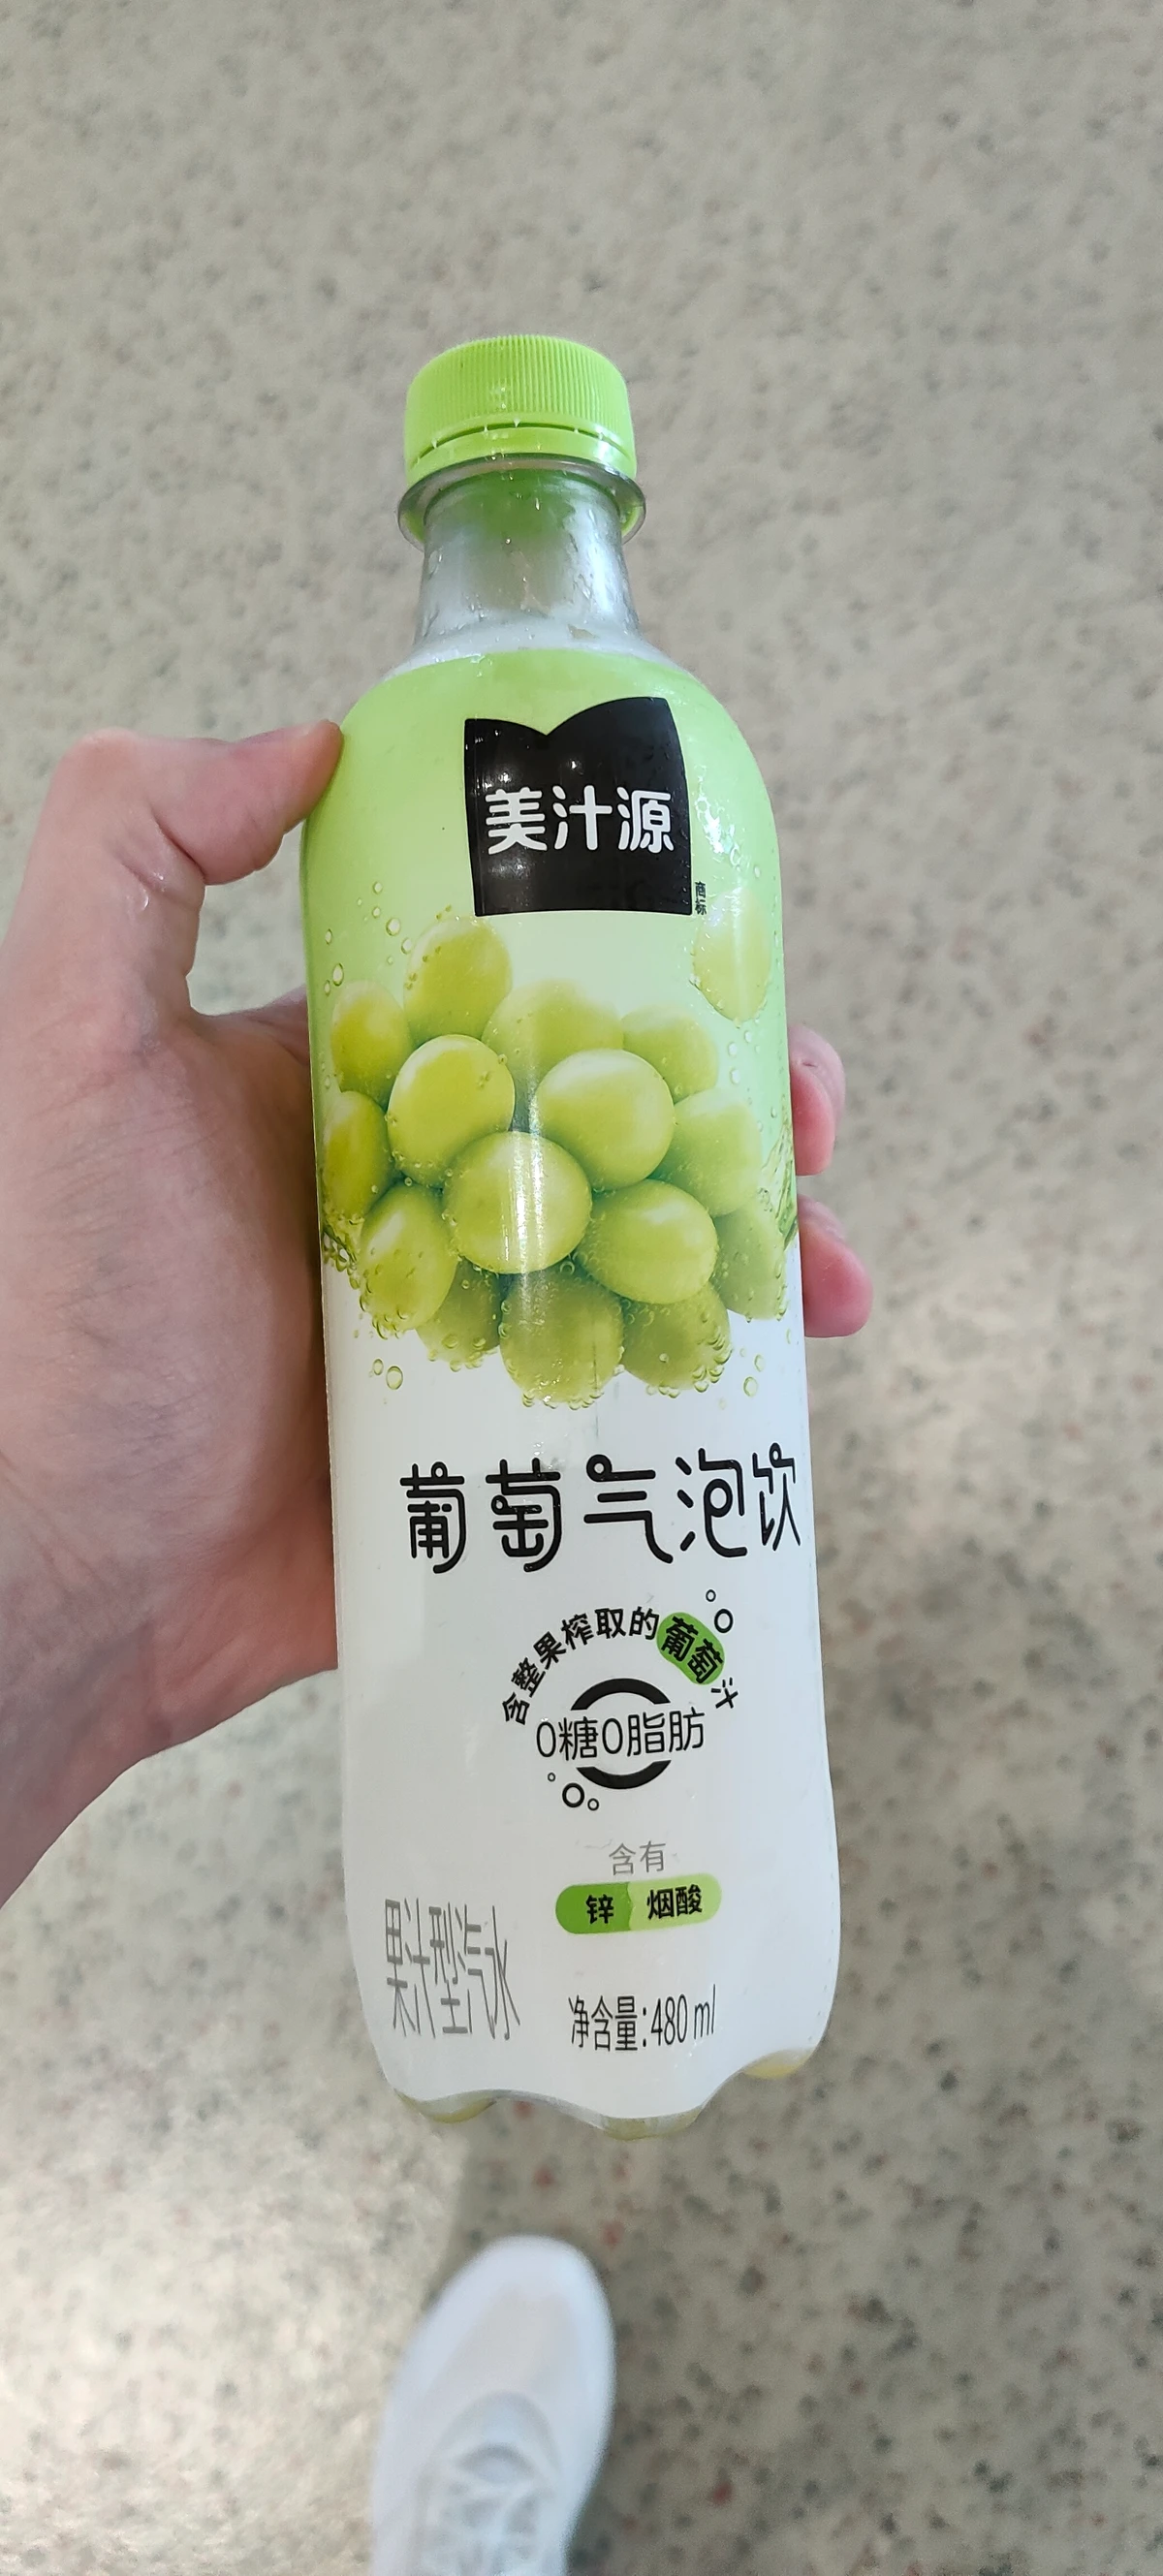 美汁源
商标
葡萄气泡饮
含整果榨取的葡萄汁
0糖0脂肪
含有
锌 烟酸
果汁型汽水
净含量:480ml